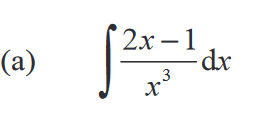 (a) ∫ (2x − 1)/x³ dx